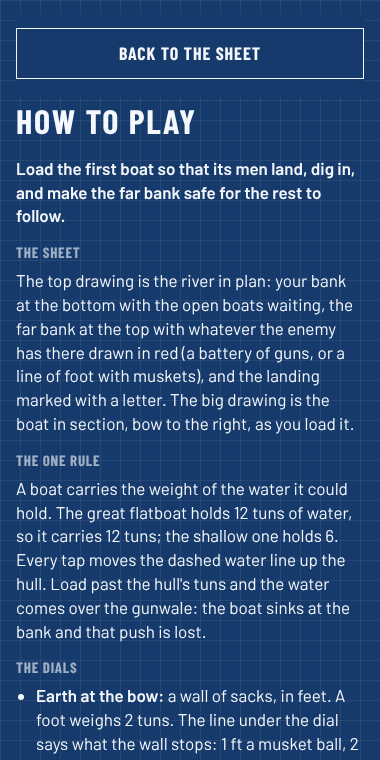 BACK TO THE SHEET
HOW TO PLAY
Load the first boat so that its men land, dig in,
and make the far bank safe for the rest to
follow.
THE SHEET
The top drawing is the river in plan: your bank
at the bottom with the open boats waiting, the
far bank at the top with whatever the enemy
has there drawn in red (a battery of guns, or a
line of foot with muskets), and the landing
marked with a letter. The big drawing is the
boat in section, bow to the right, as you load it.
THE ONE RULE
A boat carries the weight of the water it could
hold. The great flatboat holds 12 tuns of water,
so it carries 12 tuns; the shallow one holds 6.
Every tap moves the dashed water line up the
hull. Load past the hull's tuns and the water
comes over the gunwale: the boat sinks at the
bank and that push is lost.
THE DIALS
• Earth at the bow: a wall of sacks, in feet. A
foot weighs 2 tuns. The line under the dial
says what the wall stops: 1 ft a musket ball, 2